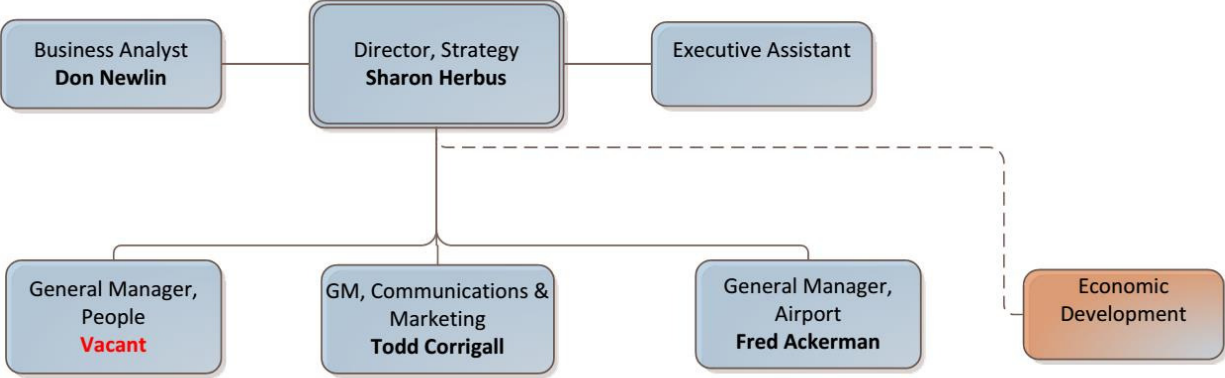 Business Analyst
Don Newlin
Director, Strategy
Sharon Herbus
Executive Assistant
General Manager,
People
Vacant
GM, Communications &
Marketing
Todd Corrigall
General Manager,
Airport
Fred Ackerman
Economic
Development